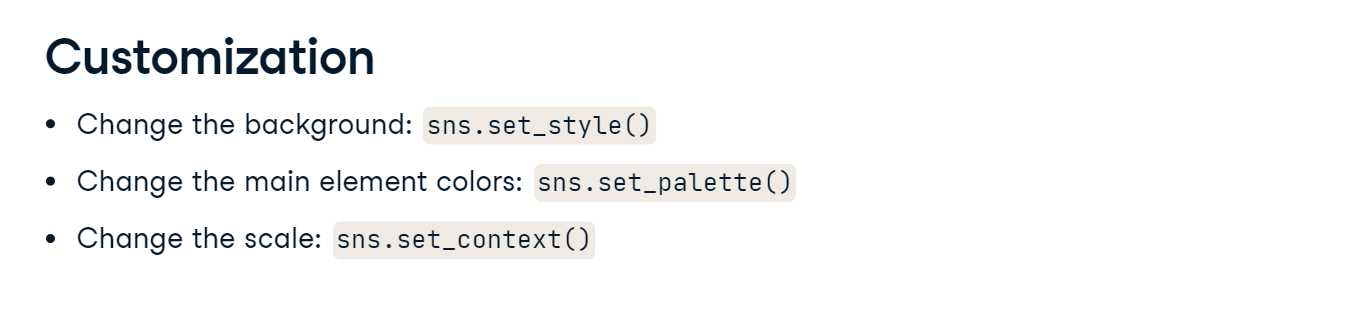 Customization
• Change the background: sns.set_style()
• Change the main element colors: sns.set_palette()
• Change the scale: sns.set_context()